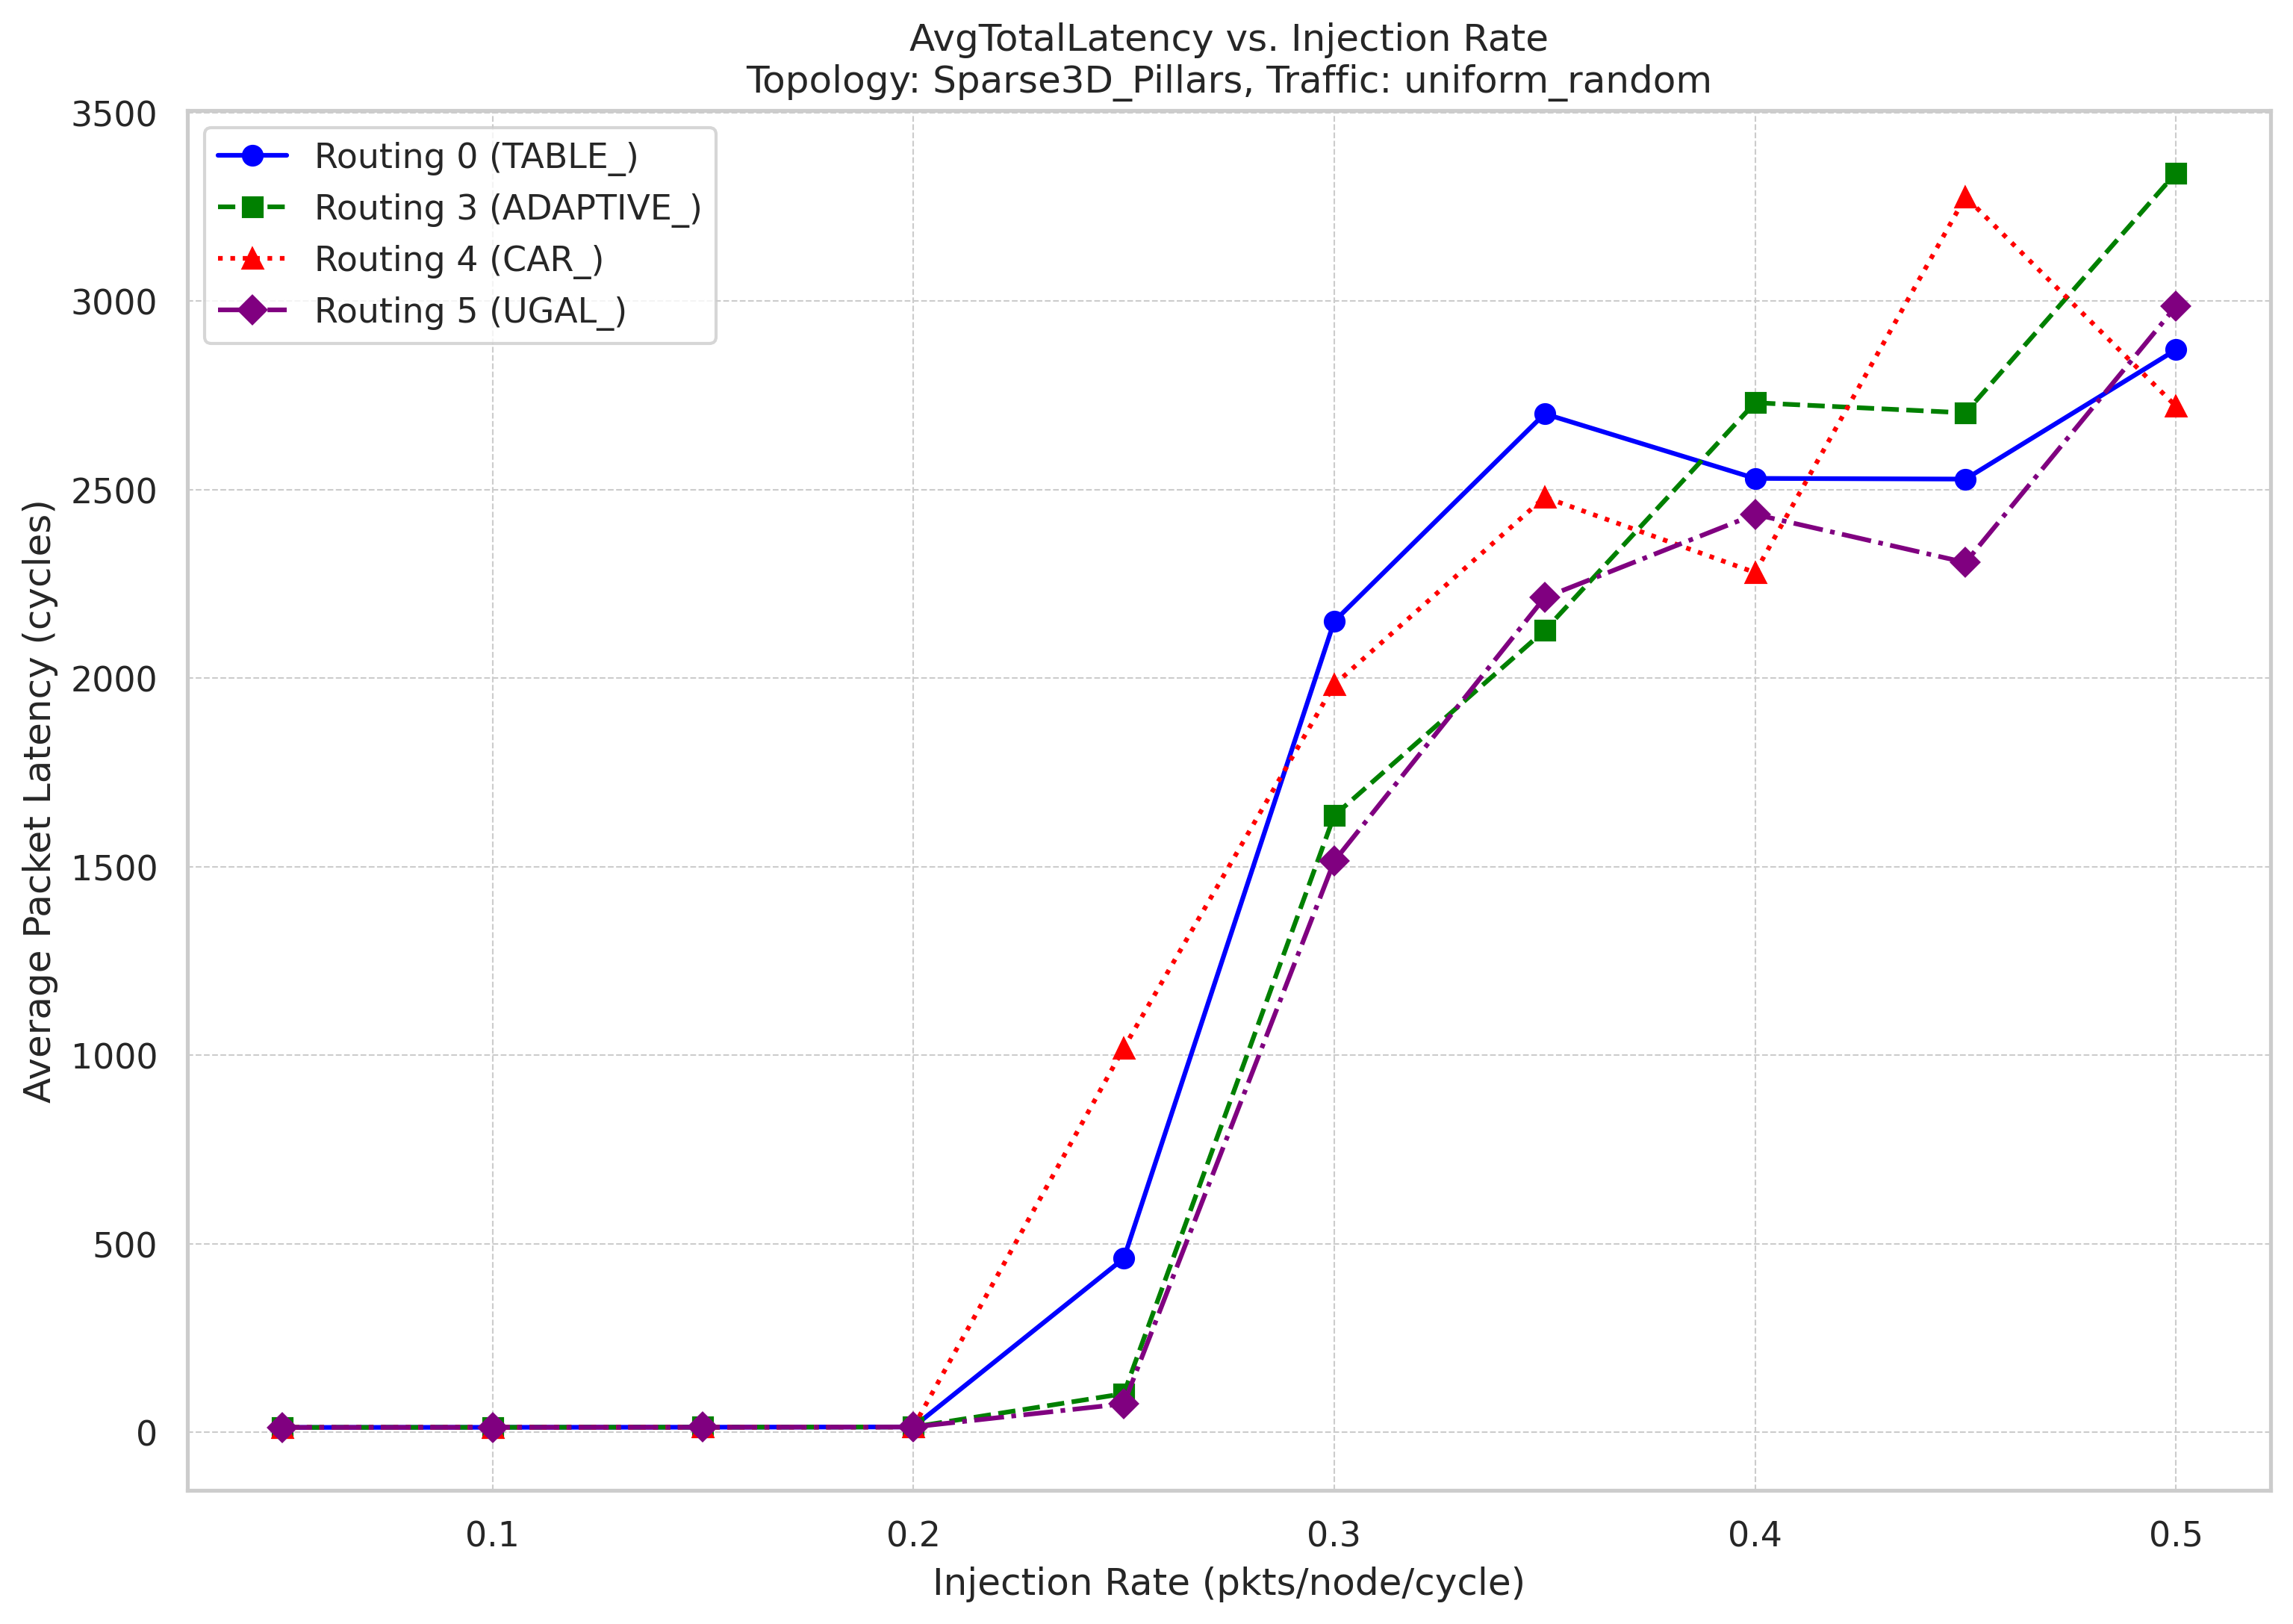 AvgTotalLatency vs. Injection Rate
Topology: Sparse3D_Pillars, Traffic: uniform_random
Routing 0 (TABLE_)
Routing 3 (ADAPTIVE_)
Routing 4 (CAR_)
Routing 5 (UGAL_)
Average Packet Latency (cycles)
3500
3000
2500
2000
1500
1000
500
0
0.1
0.2
0.3
0.4
0.5
Injection Rate (pkts/node/cycle)